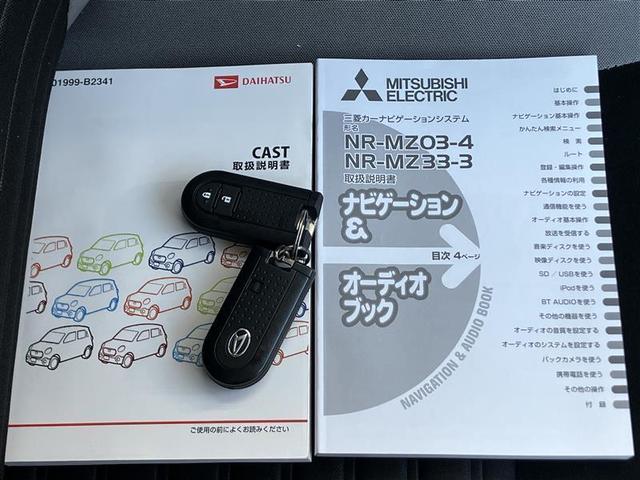 01999-B2341
DAIHATSU
CAST
取扱説明書
ご使用の前によくお読みください
MITSUBISHI
ELECTRIC
三菱カーナビゲーションシステム
形名
NR-MZ03-4
NR-MZ33-3
取扱説明書
ナビゲーション
&
目次 4ページ
オーディオ
ブック
NAVIGATION & AUDIO BOOK
はじめに
基本操作
ナビゲーション基本操作
かんたん検索メニュー
検 索
ルート
登録・編集操作
各種情報の利用
ナビゲーションの設定
通信機能を使う
オーディオ基本操作
放送を受信する
音楽ディスクを使う
映像ディスクを使う
SD / USBを使う
iPodを使う
BT AUDIOを使う
その他の機器を使う
オーディオの音質を設定する
オーディオのシステムを設定する
バックカメラを使う
携帯電話を使う
その他の操作
付 録